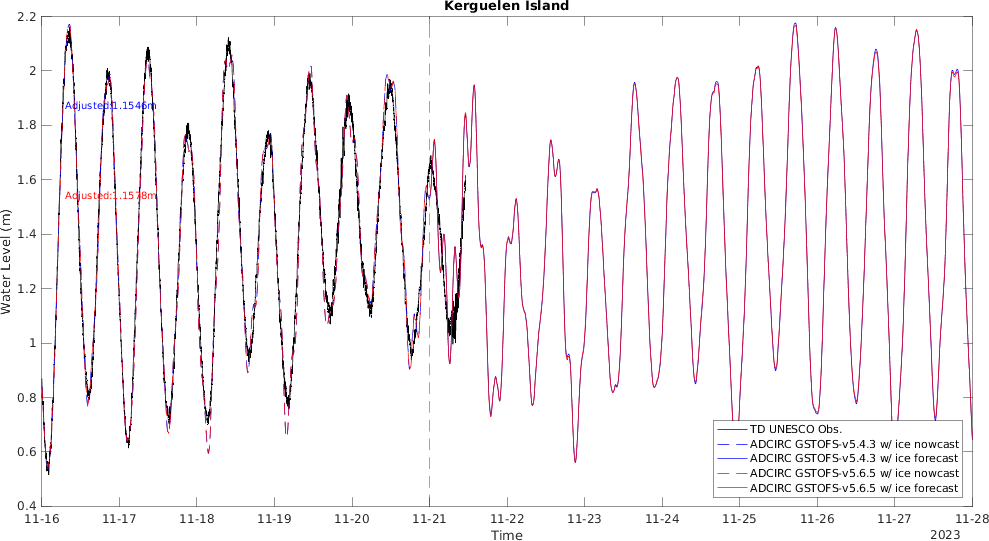 Kerguelen Island
2.2
2
1.8
1.6
1.4
1.2
1
0.8
0.6
0.4
Water Level (m)
Adjusted:1.1546m
Adjusted:1.1578m
TD UNESCO Obs.
ADCIRC GSTOFS-v5.4.3 w/ ice nowcast
ADCIRC GSTOFS-v5.4.3 w/ ice forecast
ADCIRC GSTOFS-v5.6.5 w/ ice nowcast
ADCIRC GSTOFS-v5.6.5 w/ ice forecast
11-16 11-17 11-18 11-19 11-20 11-21 11-22 11-23 11-24 11-25 11-26 11-27 11-28
Time
2023